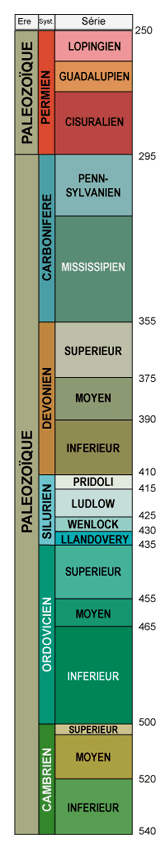 Ere Syst. Série
250
PALEOZOÏQUE
PERMIEN
LOPINGIEN
GUADALUPIEN
CISURALIEN
295
PALEOZOÏQUE
CARBONIFERE
PENN-
SYLVANIEN
MISSISIPIEN
355
DEVONIEN
SUPERIEUR
375
MOYEN
390
INFERIEUR
410
SILURIEN
PRIDOLI
415
LUDLOW
425
WENLOCK
430
LLANDOVERY
435
ORDOVICIEN
SUPERIEUR
455
MOYEN
465
INFERIEUR
500
CAMBRIEN
SUPERIEUR
MOYEN
520
INFERIEUR
540